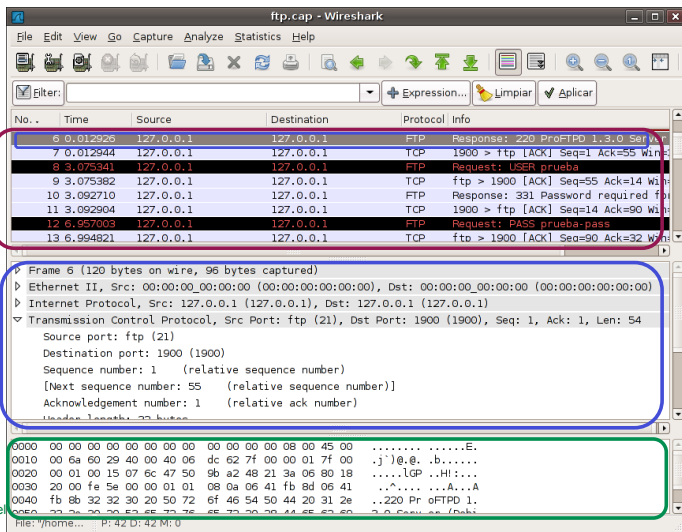 ftp.cap - Wireshark
File Edit View Go Capture Analyze Statistics Help
Filter: Expression... Limpiar Aplicar
No. . Time Source Destination Protocol Info
6 0.012926 127.0.0.1 127.0.0.1 FTP Response: 220 ProFTPD 1.3.0 Server
7 0.012944 127.0.0.1 127.0.0.1 TCP 1900 > ftp [ACK] Seq=1 Ack=55 Win=
8 3.075341 127.0.0.1 127.0.0.1 FTP Request: USER prueba
9 3.075382 127.0.0.1 127.0.0.1 TCP ftp > 1900 [ACK] Seq=55 Ack=14 Win=
10 3.092710 127.0.0.1 127.0.0.1 FTP Response: 331 Password required for
11 3.092904 127.0.0.1 127.0.0.1 TCP 1900 > ftp [ACK] Seq=14 Ack=90 Win=
12 6.957003 127.0.0.1 127.0.0.1 FTP Request: PASS prueba-pass
13 6.994821 127.0.0.1 127.0.0.1 TCP ftp > 1900 [ACK] Seq=90 Ack=32 Win=
Frame 6 (120 bytes on wire, 96 bytes captured)
Ethernet II, Src: 00:00:00_00:00:00 (00:00:00:00:00:00), Dst: 00:00:00_00:00:00 (00:00:00:00:00:00)
Internet Protocol, Src: 127.0.0.1 (127.0.0.1), Dst: 127.0.0.1 (127.0.0.1)
Transmission Control Protocol, Src Port: ftp (21), Dst Port: 1900 (1900), Seq: 1, Ack: 1, Len: 54
Source port: ftp (21)
Destination port: 1900 (1900)
Sequence number: 1 (relative sequence number)
[Next sequence number: 55 (relative sequence number)]
Acknowledgement number: 1 (relative ack number)
Header length: 32 bytes
0000 00 00 00 00 00 00 00 00 00 00 00 00 08 00 45 00 ........ ......E.
0010 00 6a 60 29 40 00 40 06 dc 62 7f 00 00 01 7f 00 .j`)@.@. .b......
0020 00 01 00 15 07 6c 47 50 9b a2 48 21 3a 06 80 18 .....lGP ..H!:...
0030 20 00 fe 5e 00 00 01 01 08 0a 06 41 fb 8d 06 41 ..^.... ...A...A
0040 fb 8b 32 32 30 20 50 72 6f 46 54 50 44 20 31 2e ..220 Pr oFTPD 1.
el
File: "/home... P: 42 D: 42 M: 0